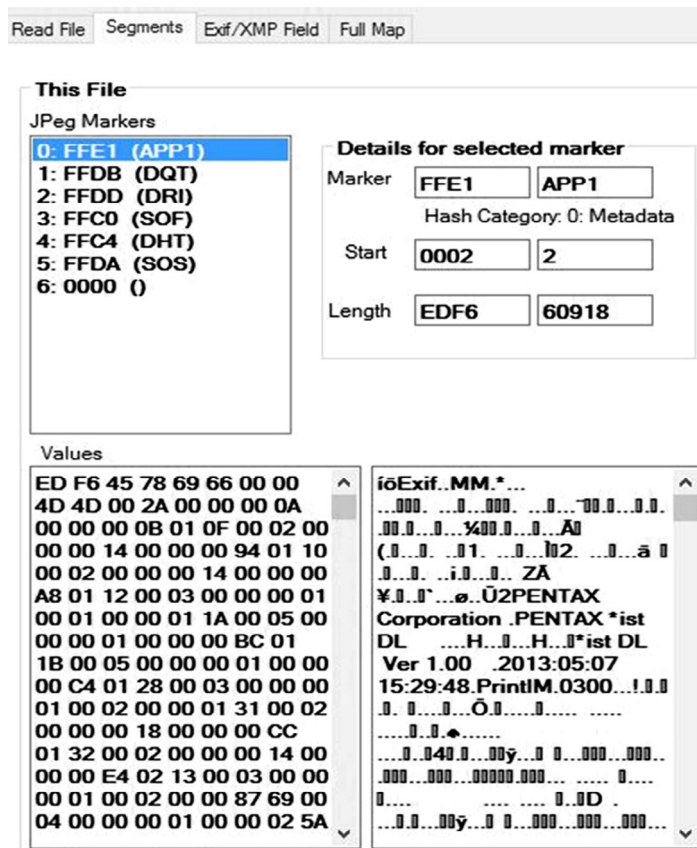 Read File Segments Exif/XMP Field Full Map
This File
JPeg Markers
0: FFE1 (APP1)
1: FFDB (DQT)
2: FFDD (DRI)
3: FFC0 (SOF)
4: FFC4 (DHT)
5: FFDA (SOS)
6: 0000 ()
Details for selected marker
Marker FFE1 APP1
Hash Category: 0: Metadata
Start 0002 2
Length EDF6 60918
Values
ED F6 45 78 69 66 00 00
4D 4D 00 2A 00 00 00 0A
00 00 00 0B 01 0F 00 02 00
00 00 14 00 00 00 94 01 10
00 02 00 00 00 14 00 00 00
A8 01 12 00 03 00 00 00 01
00 01 00 00 01 1A 00 05 00
00 00 01 00 00 00 BC 01
1B 00 05 00 00 00 01 00 00
00 C4 01 28 00 03 00 00 00
01 00 02 00 00 01 31 00 02
00 00 00 18 00 00 00 CC
01 32 00 02 00 00 00 14 00
00 00 E4 02 13 00 03 00 00
00 01 00 02 00 00 87 69 00
04 00 00 00 01 00 00 02 5A
íöExif..MM.*...
PENTAX
Corporation .PENTAX *ist
DL ....H... ...H... *ist DL
Ver 1.00 .2013:05:07
15:29:48.PrintIM.0300...!.